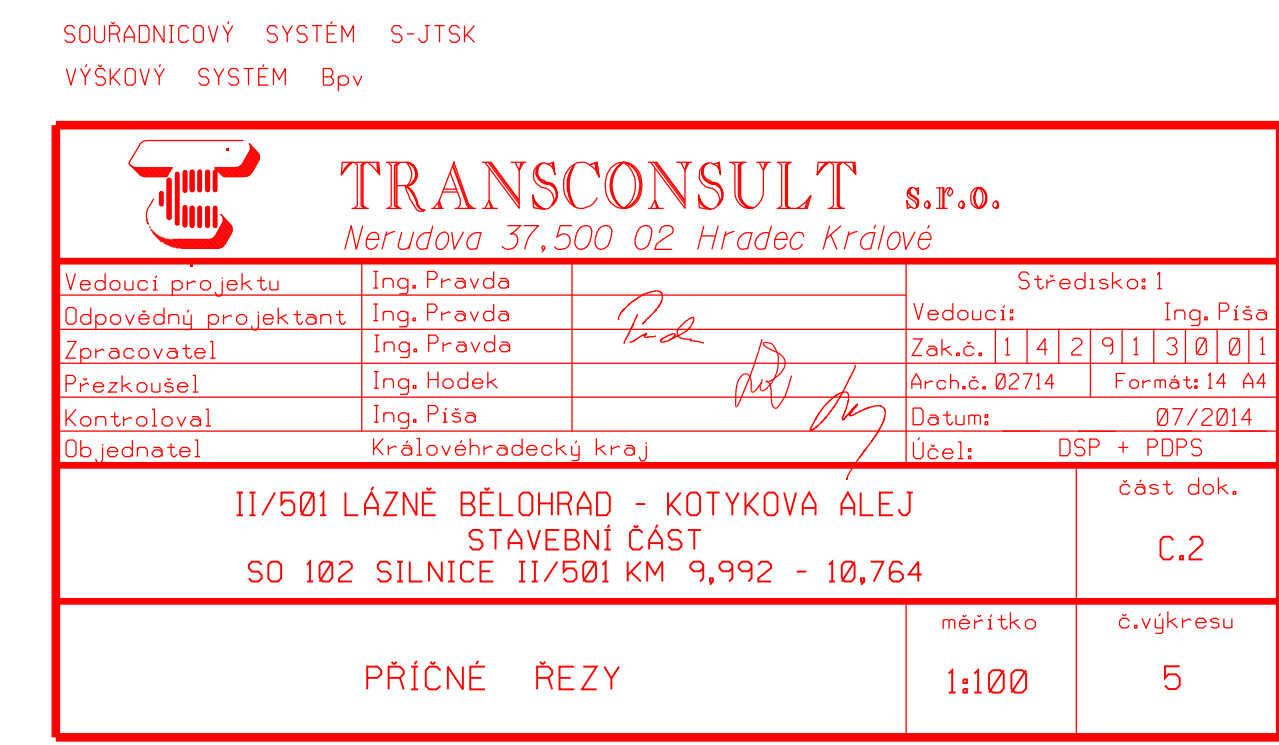 SOUŘADNICOVÝ SYSTÉM S-JTSK
VÝŠKOVÝ SYSTÉM Bpv
TRANSCONSULT s.r.o.
Nerudova 37,500 02 Hradec Králové
Vedoucí projektu Ing. Pravda
Odpovědný projektant Ing. Pravda
Zpracovatel Ing. Pravda
Přezkoušel Ing. Hodek
Kontroloval Ing. Píša
Objednatel Královéhradecký kraj
Středisko: 1
Vedoucí: Ing. Píša
Zak.č. 1 4 2 9 1 3 0 0 1
Arch.č. 02714 Formát: 14 A4
Datum: 07/2014
Účel: DSP + PDPS
II/501 LÁZNĚ BĚLOHRAD - KOTYKOVA ALEJ
STAVEBNÍ ČÁST
SO 102 SILNICE II/501 KM 9,992 - 10,764
část dok.
C.2
PŘÍČNÉ ŘEZY
měřítko
1:100
č.výkresu
5